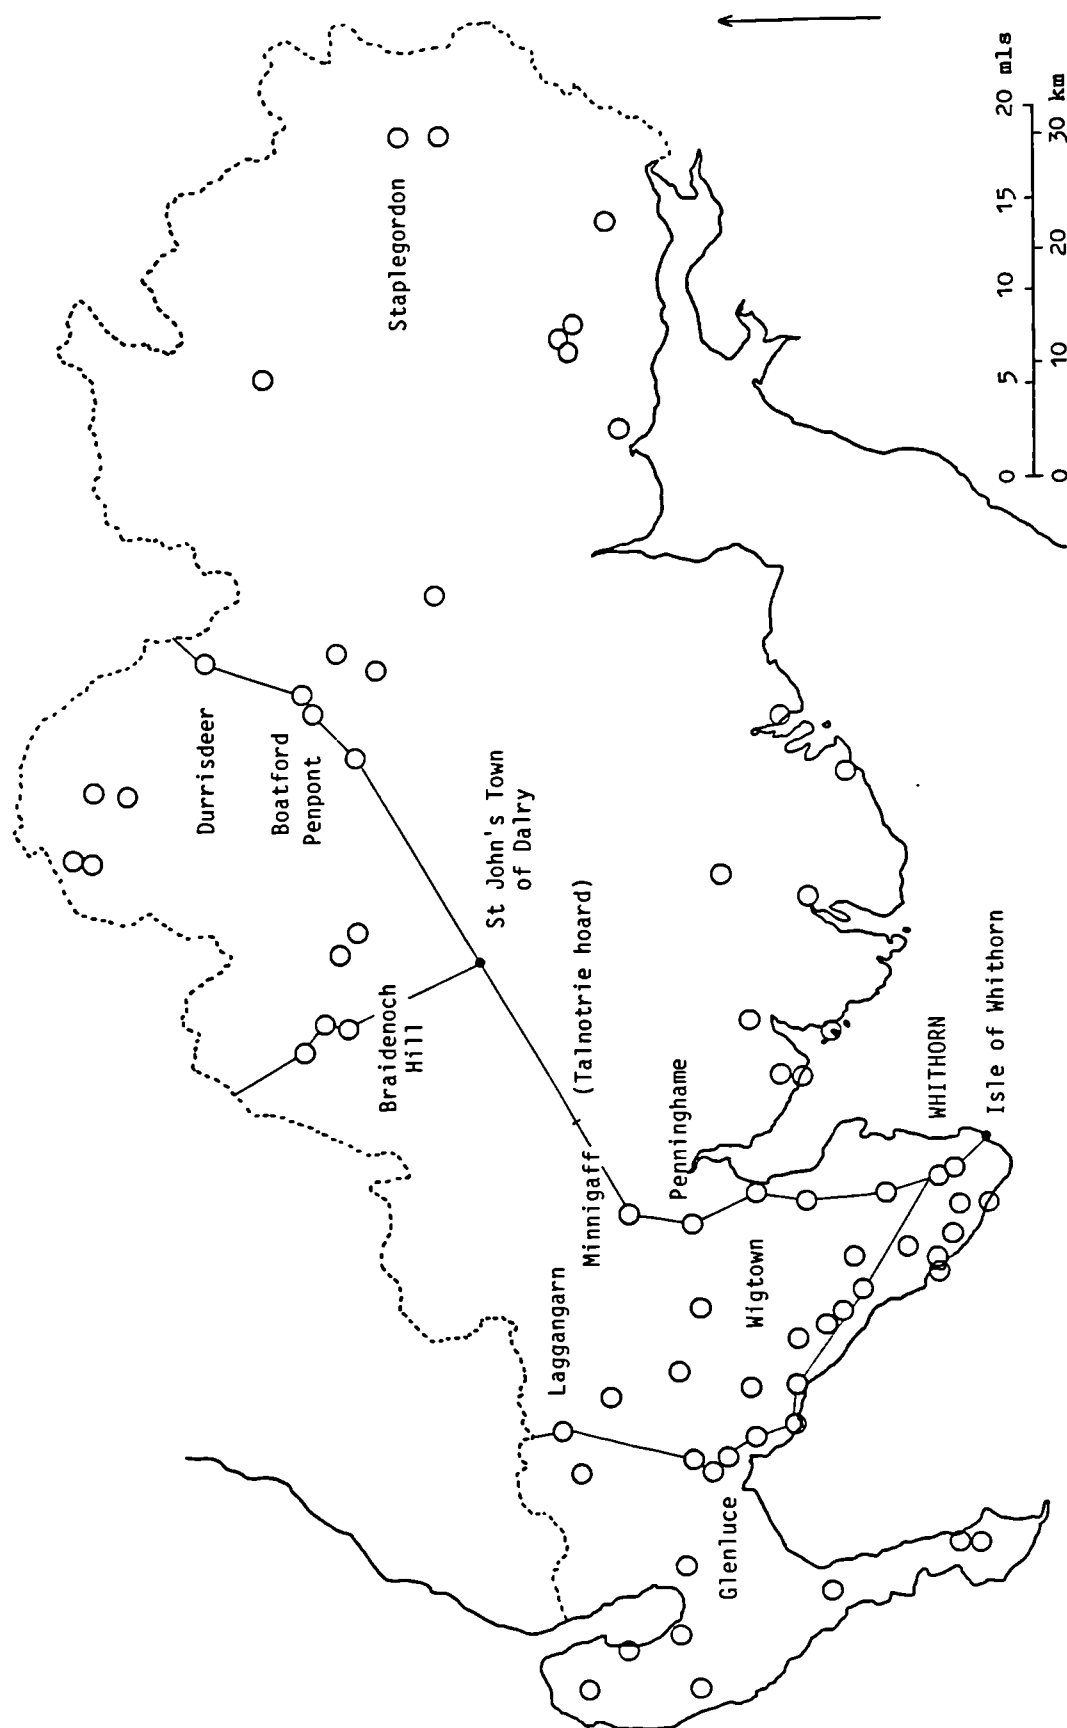 Staplegordon
Durrisdeer
Boatford
Penpont
St John's Town
of Dalry
Braidenoch
Hill
(Talnotrie hoard)
Minnigaff
Penninghame
Laggangarn
Wigtown
WHITHORN
Isle of Whithorn
Glenluce
0 5 10 15 20 mls
0 10 20 30 km